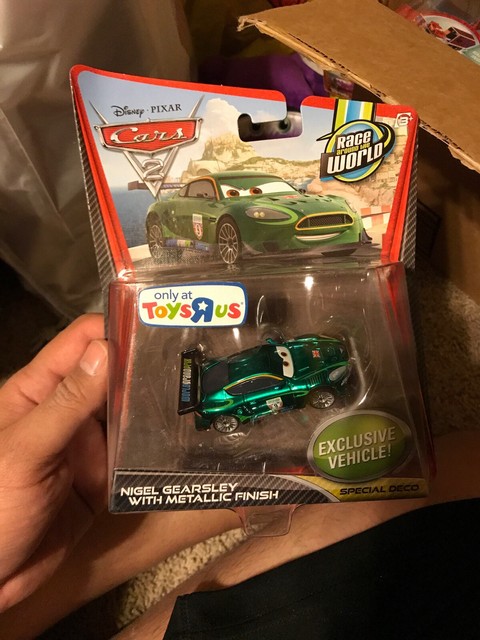 Disney · PIXAR
Cars
2
Race
around the
WORLD
only at
ToysЯus
EXCLUSIVE
VEHICLE!
NIGEL GEARSLEY
WITH METALLIC FINISH
SPECIAL DECO